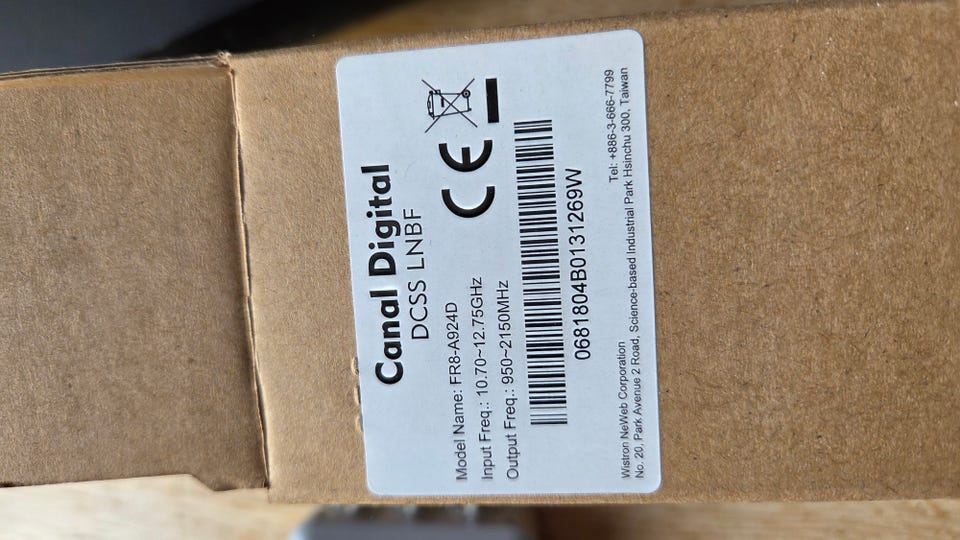 Canal Digital
DCSS LNBF
Model Name: FR8-A924D
Input Freq.: 10.70~12.75GHz
Output Freq.: 950~2150MHz
CE
0681804B0131269W
Wistron NeWeb Corporation
Tel: +886-3-666-7799
No. 20, Park Avenue 2 Road, Science-based Industrial Park Hsinchu 300, Taiwan